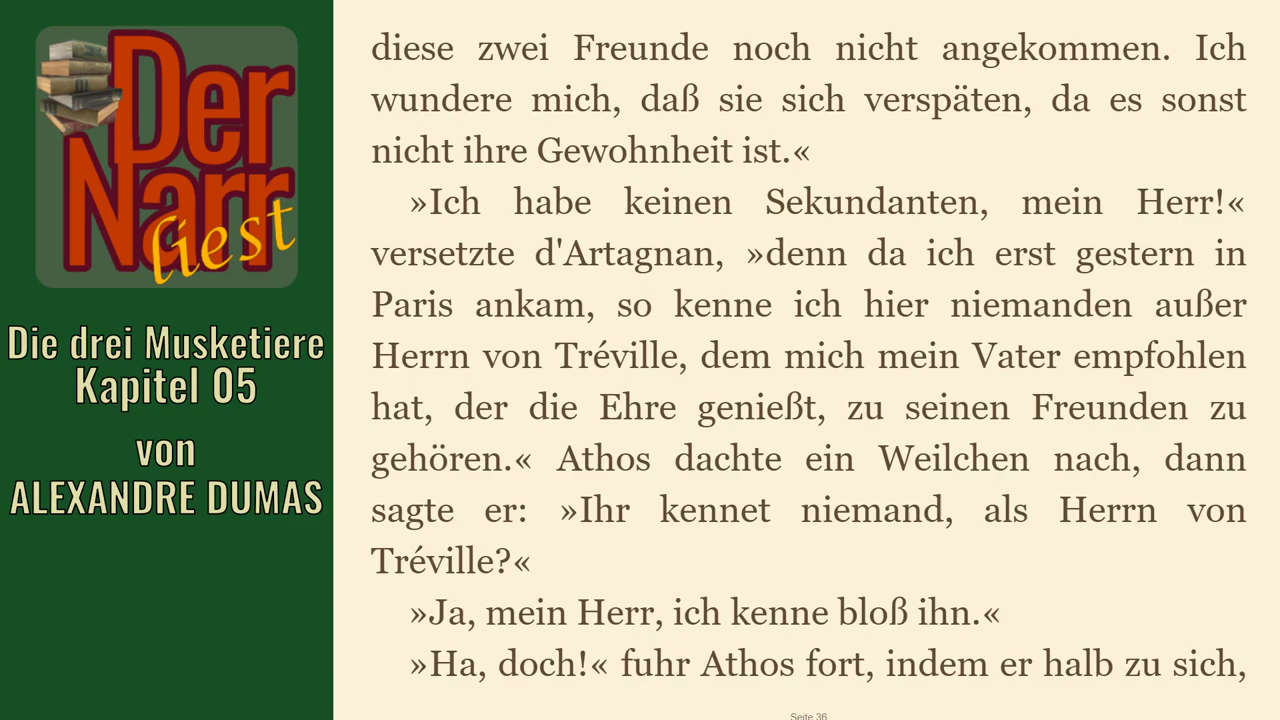 Der
Narr
liest
Die drei Musketiere
Kapitel 05
von
ALEXANDRE DUMAS
diese zwei Freunde noch nicht angekommen. Ich
wundere mich, daß sie sich verspäten, da es sonst
nicht ihre Gewohnheit ist.«
»Ich habe keinen Sekundanten, mein Herr!«
versetzte d'Artagnan, »denn da ich erst gestern in
Paris ankam, so kenne ich hier niemanden außer
Herrn von Tréville, dem mich mein Vater empfohlen
hat, der die Ehre genießt, zu seinen Freunden zu
gehören.« Athos dachte ein Weilchen nach, dann
sagte er: »Ihr kennet niemand, als Herrn von
Tréville?«
»Ja, mein Herr, ich kenne bloß ihn.«
»Ha, doch!« fuhr Athos fort, indem er halb zu sich,
Seite 36